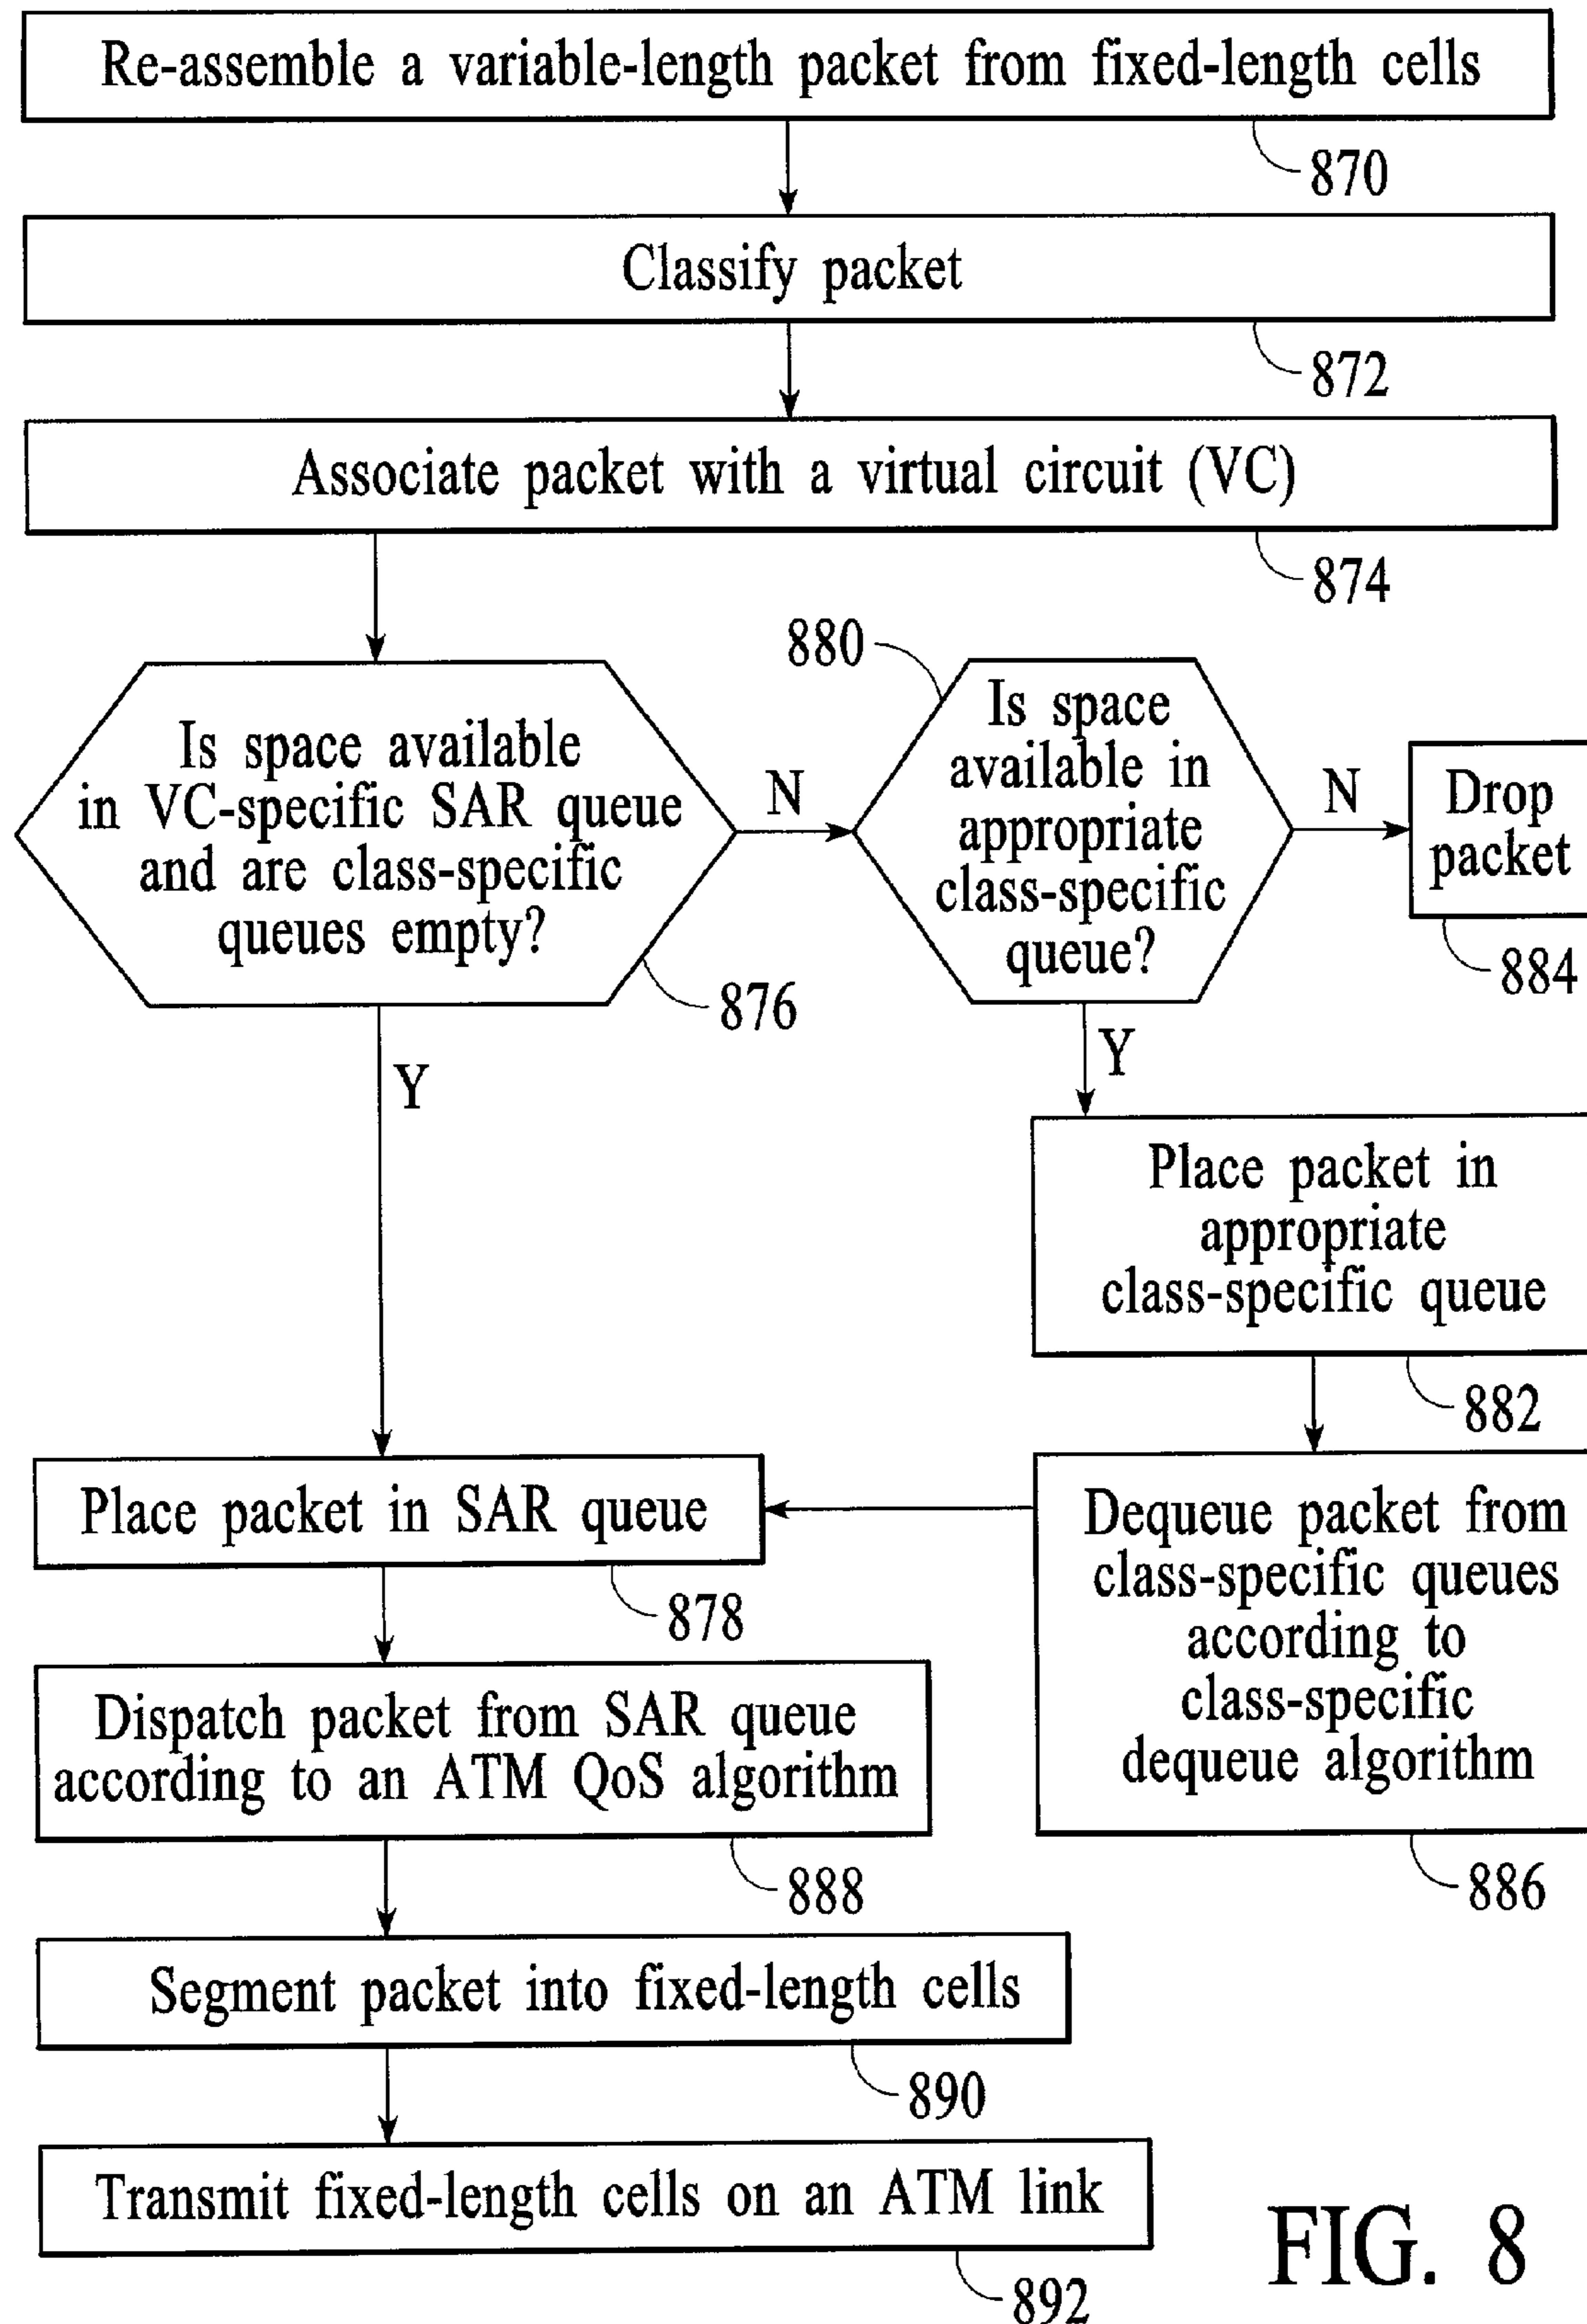 Re-assemble a variable-length packet from fixed-length cells
870
Classify packet
872
Associate packet with a virtual circuit (VC)
874
Is space available
in VC-specific SAR queue
and are class-specific
queues empty?
876
N
880
Is space
available in
appropriate
class-specific
queue?
N
Drop
packet
884
Y
Y
Place packet in
appropriate
class-specific queue
882
Place packet in SAR queue
878
Dequeue packet from
class-specific queues
according to
class-specific
dequeue algorithm
886
Dispatch packet from SAR queue
according to an ATM QoS algorithm
888
Segment packet into fixed-length cells
890
Transmit fixed-length cells on an ATM link
892
FIG. 8